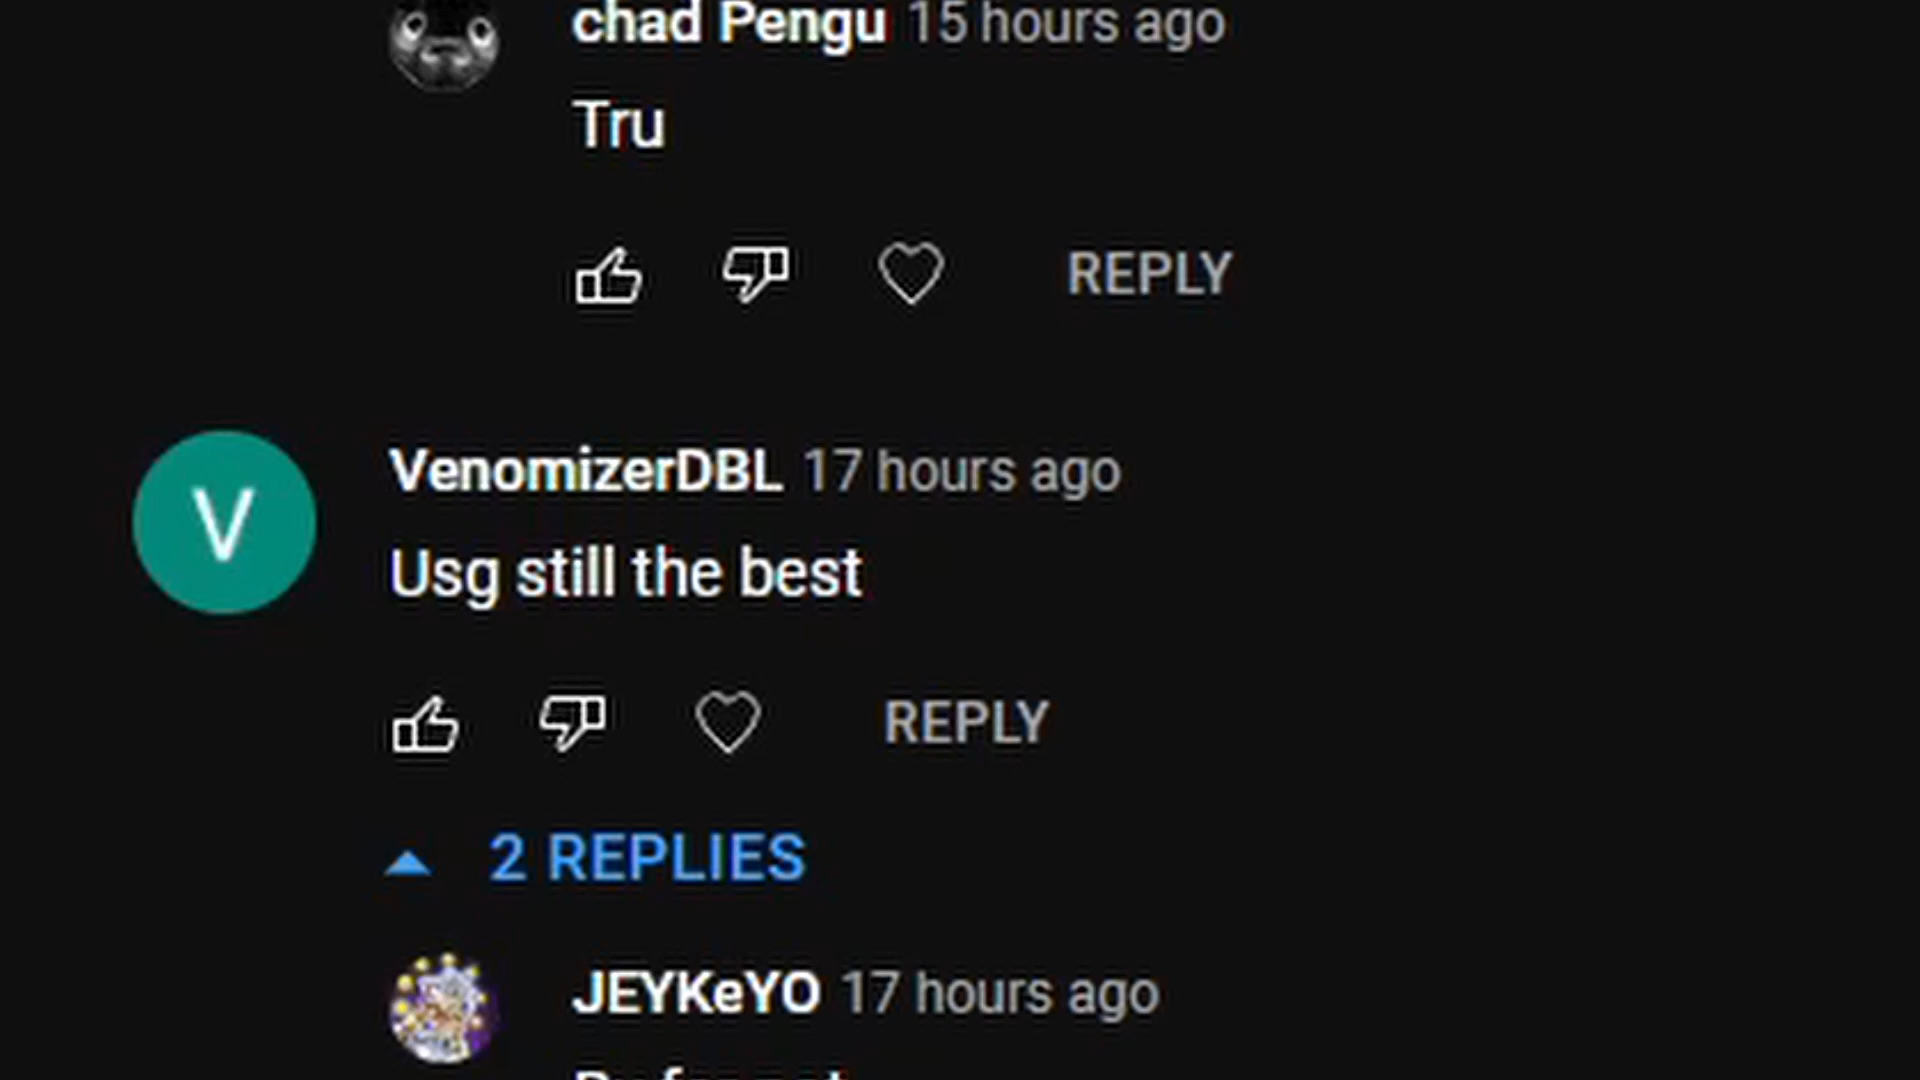 chad Pengu 15 hours ago
Tru
REPLY
V
VenomizerDBL 17 hours ago
Usg still the best
REPLY
2 REPLIES
JEYKeYO 17 hours ago